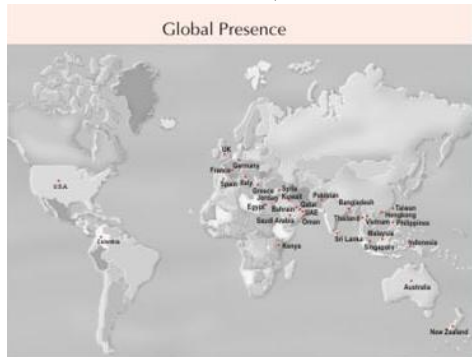 Global Presence
UK
Germany
France
Spain Italy
U.S.A.
Greece Syria
Jordan Kuwait Pakistan
Egypt Bahrain Qatar Bangladesh
UAE Taiwan
Hongkong
Saudi Arabia Oman Thailand Vietnam Philippines
Colombia
Sri Lanka Malaysia
Kenya Singapore Indonesia
Australia
New Zealand